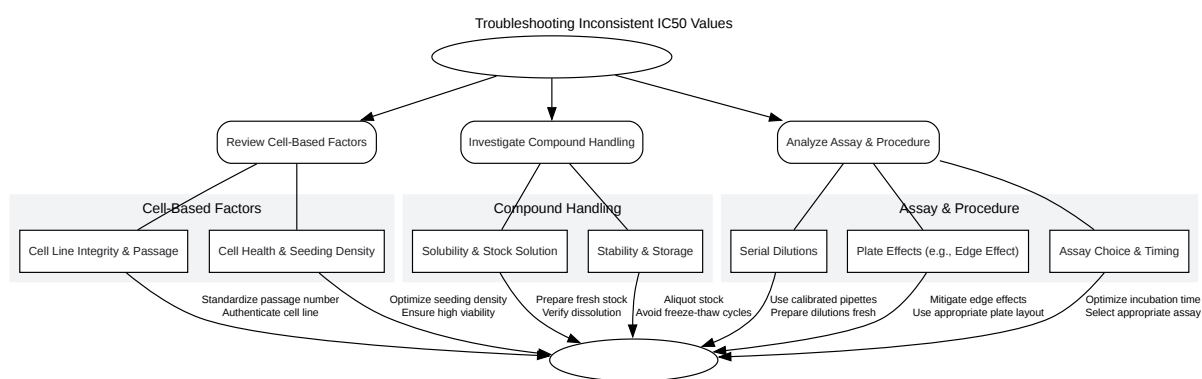 Troubleshooting Inconsistent IC50 Values
Review Cell-Based Factors
Investigate Compound Handling
Analyze Assay & Procedure
Cell-Based Factors
Compound Handling
Assay & Procedure
Cell Line Integrity & Passage
Cell Health & Seeding Density
Solubility & Stock Solution
Stability & Storage
Serial Dilutions
Plate Effects (e.g., Edge Effect)
Assay Choice & Timing
Standardize passage number
Authenticate cell line
Optimize seeding density
Ensure high viability
Prepare fresh stock
Verify dissolution
Aliquot stock
Avoid freeze-thaw cycles
Use calibrated pipettes
Prepare dilutions fresh
Mitigate edge effects
Use appropriate plate layout
Optimize incubation time
Select appropriate assay